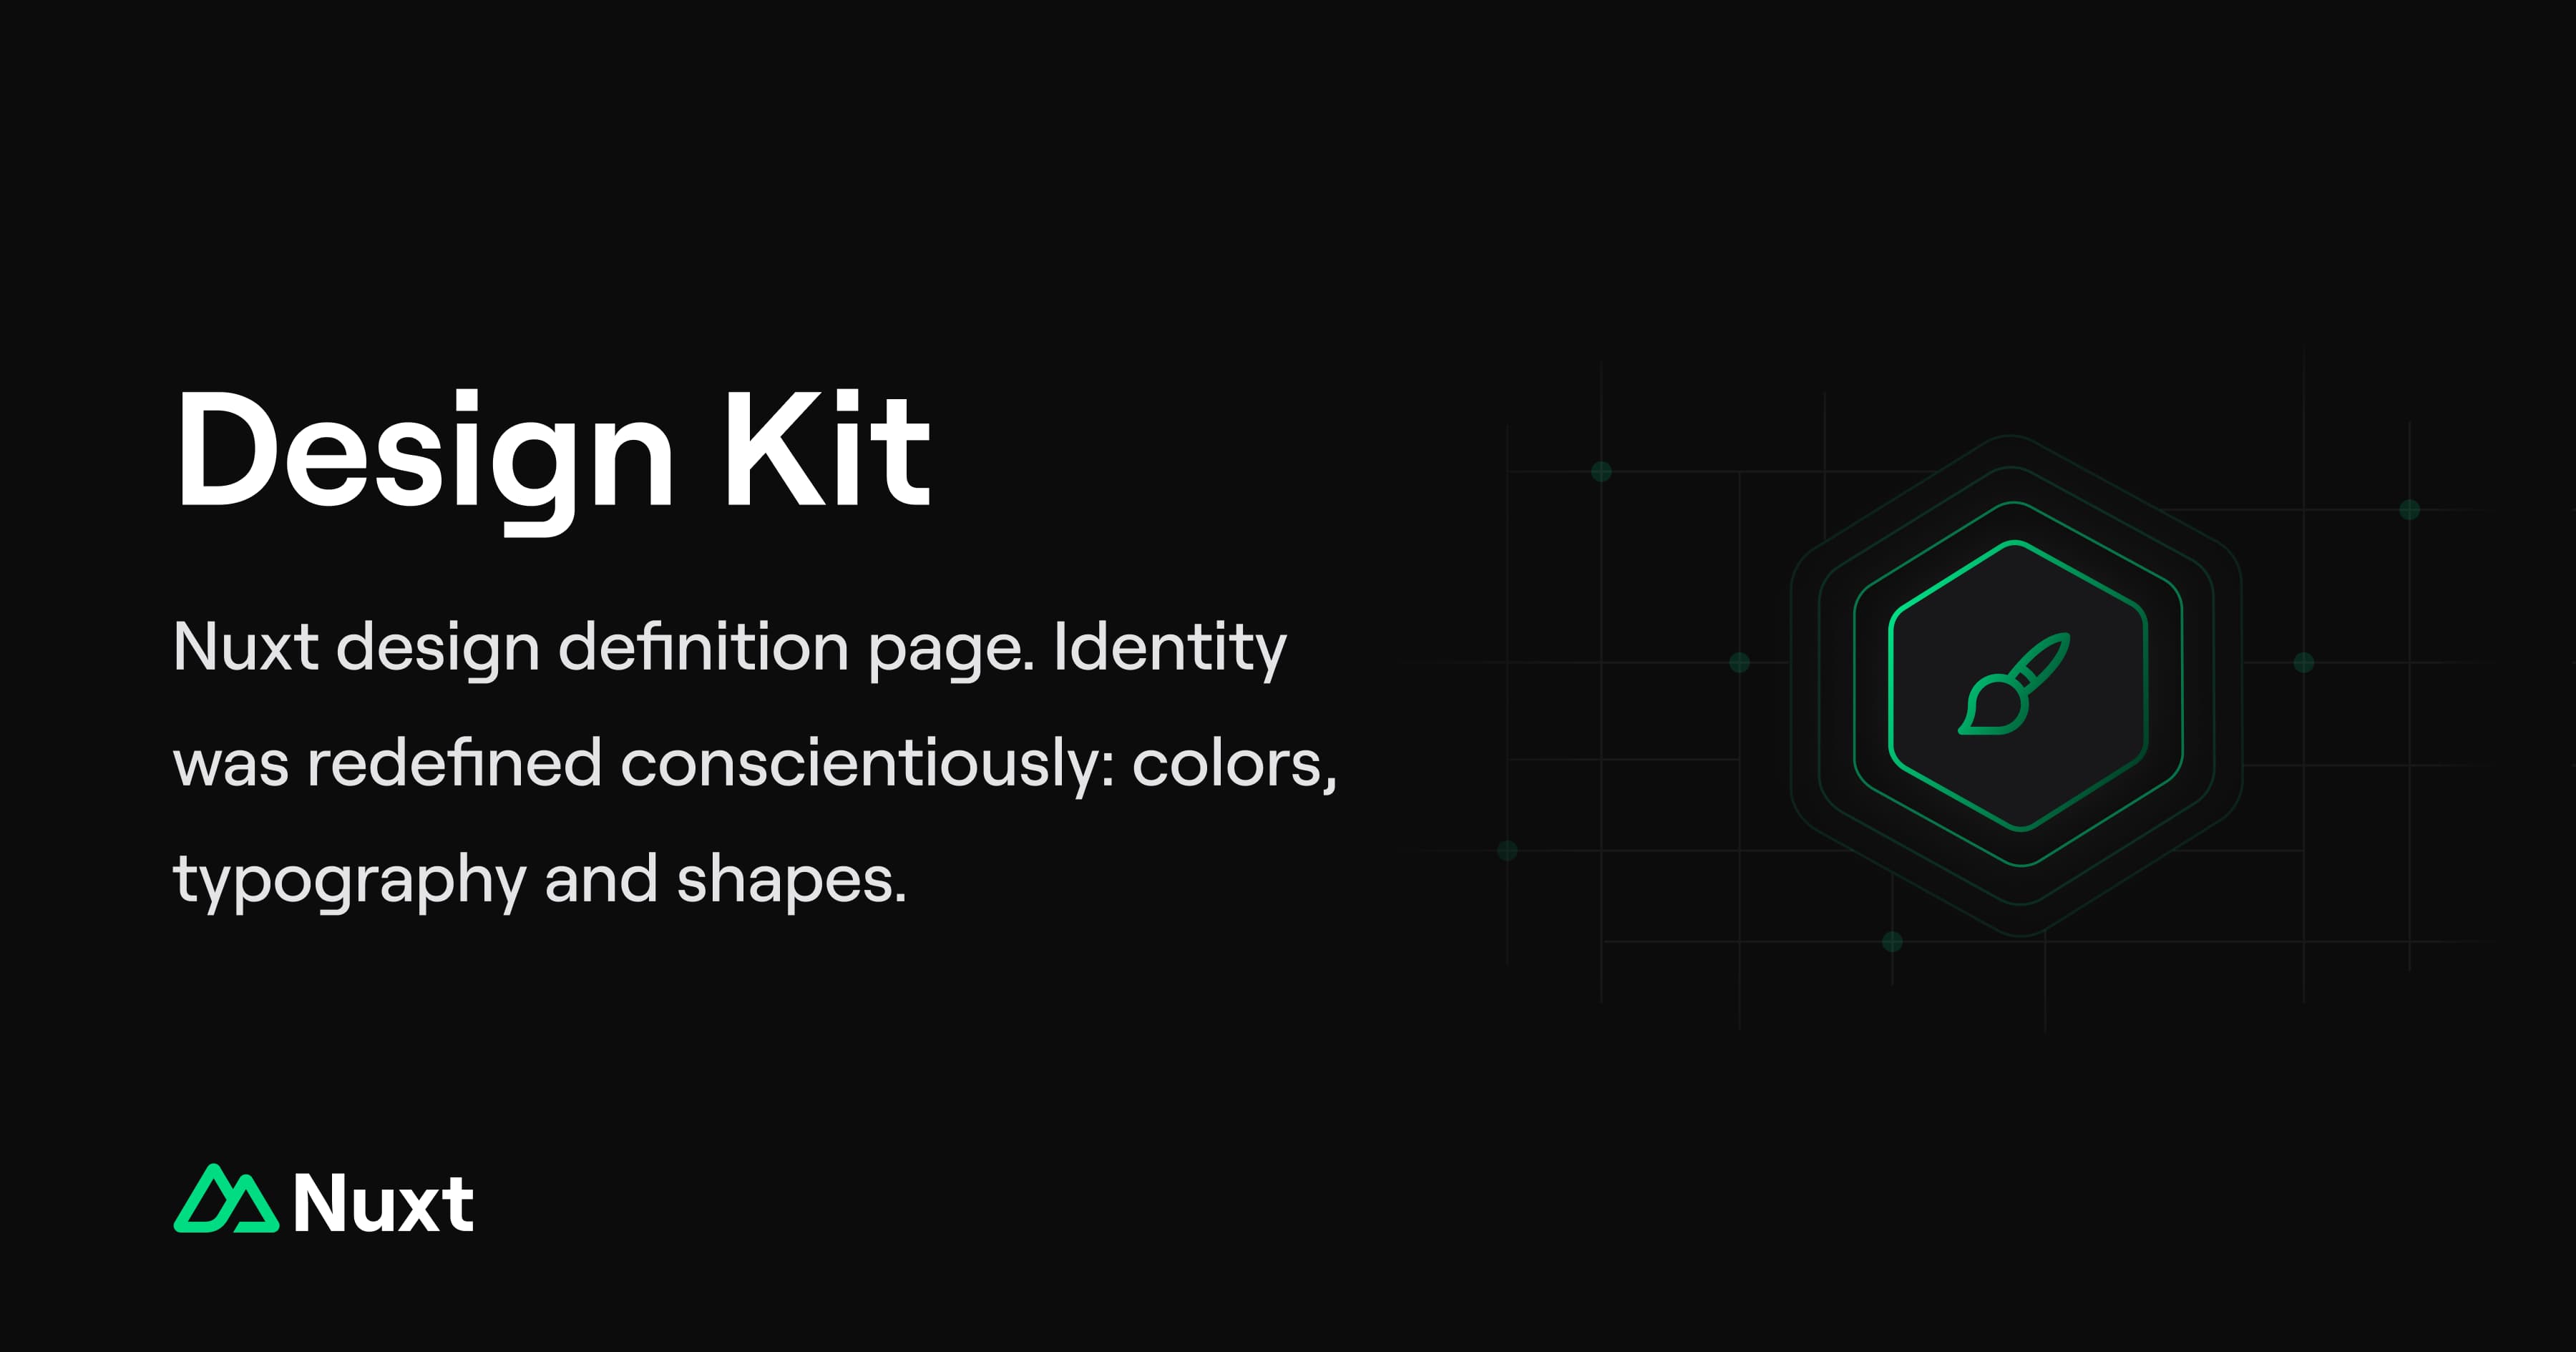 Design Kit
Nuxt design definition page. Identity
was redefined conscientiously: colors,
typography and shapes.
Nuxt